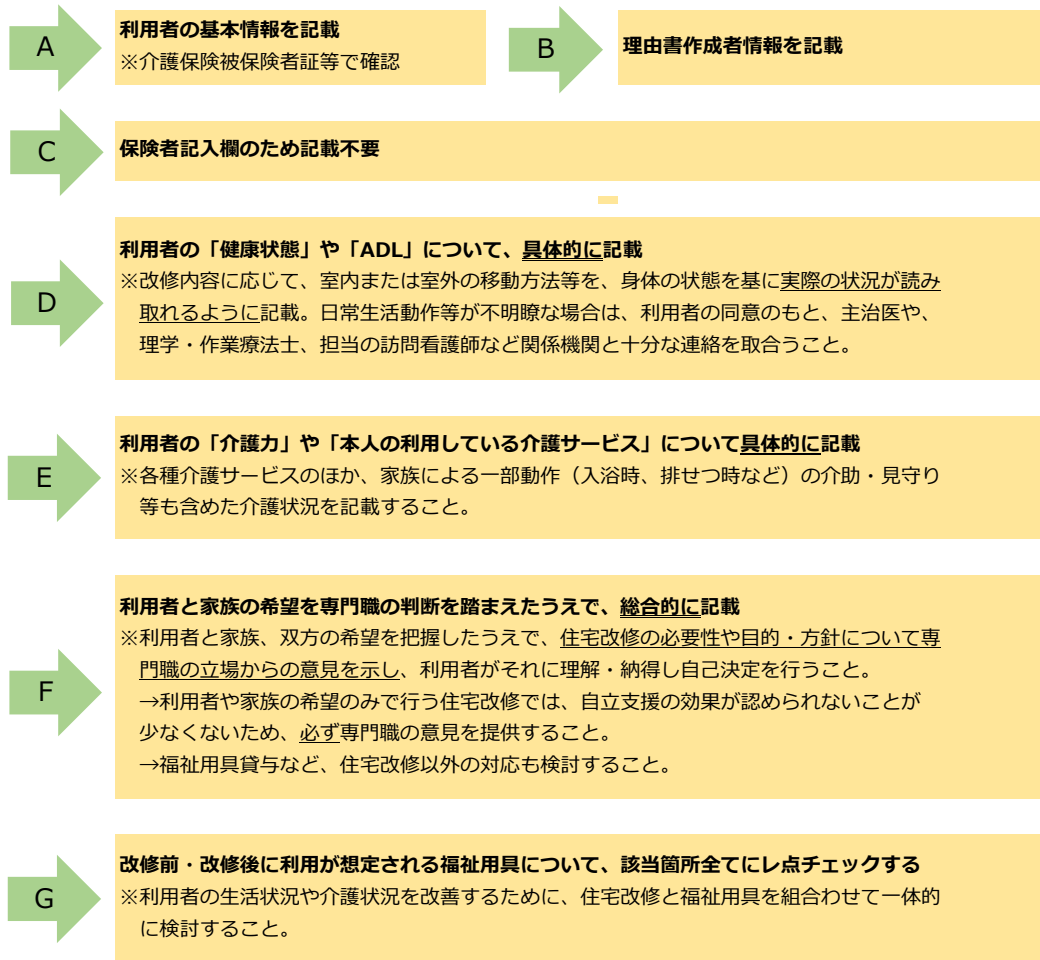 A
利用者の基本情報を記載
※介護保険被保険者証等で確認
B
理由書作成者情報を記載
C
保険者記入欄のため記載不要
D
利用者の「健康状態」や「ADL」について、具体的に記載
※改修内容に応じて、室内または室外の移動方法等を、身体の状態を基に実際の状況が読み
取れるように記載。日常生活動作等が不明瞭な場合は、利用者の同意のもと、主治医や、
理学・作業療法士、担当の訪問看護師など関係機関と十分な連絡を取合うこと。
E
利用者の「介護力」や「本人の利用している介護サービス」について具体的に記載
※各種介護サービスのほか、家族による一部動作（入浴時、排せつ時など）の介助・見守り
等も含めた介護状況を記載すること。
F
利用者と家族の希望を専門職の判断を踏まえたうえで、総合的に記載
※利用者と家族、双方の希望を把握したうえで、住宅改修の必要性や目的・方針について専
門職の立場からの意見を示し、利用者がそれに理解・納得し自己決定を行うこと。
→利用者や家族の希望のみで行う住宅改修では、自立支援の効果が認められないことが
少なくないため、必ず専門職の意見を提供すること。
→福祉用具貸与など、住宅改修以外の対応も検討すること。
G
改修前・改修後に利用が想定される福祉用具について、該当箇所全てにレ点チェックする
※利用者の生活状況や介護状況を改善するために、住宅改修と福祉用具を組合わせて一体的
に検討すること。